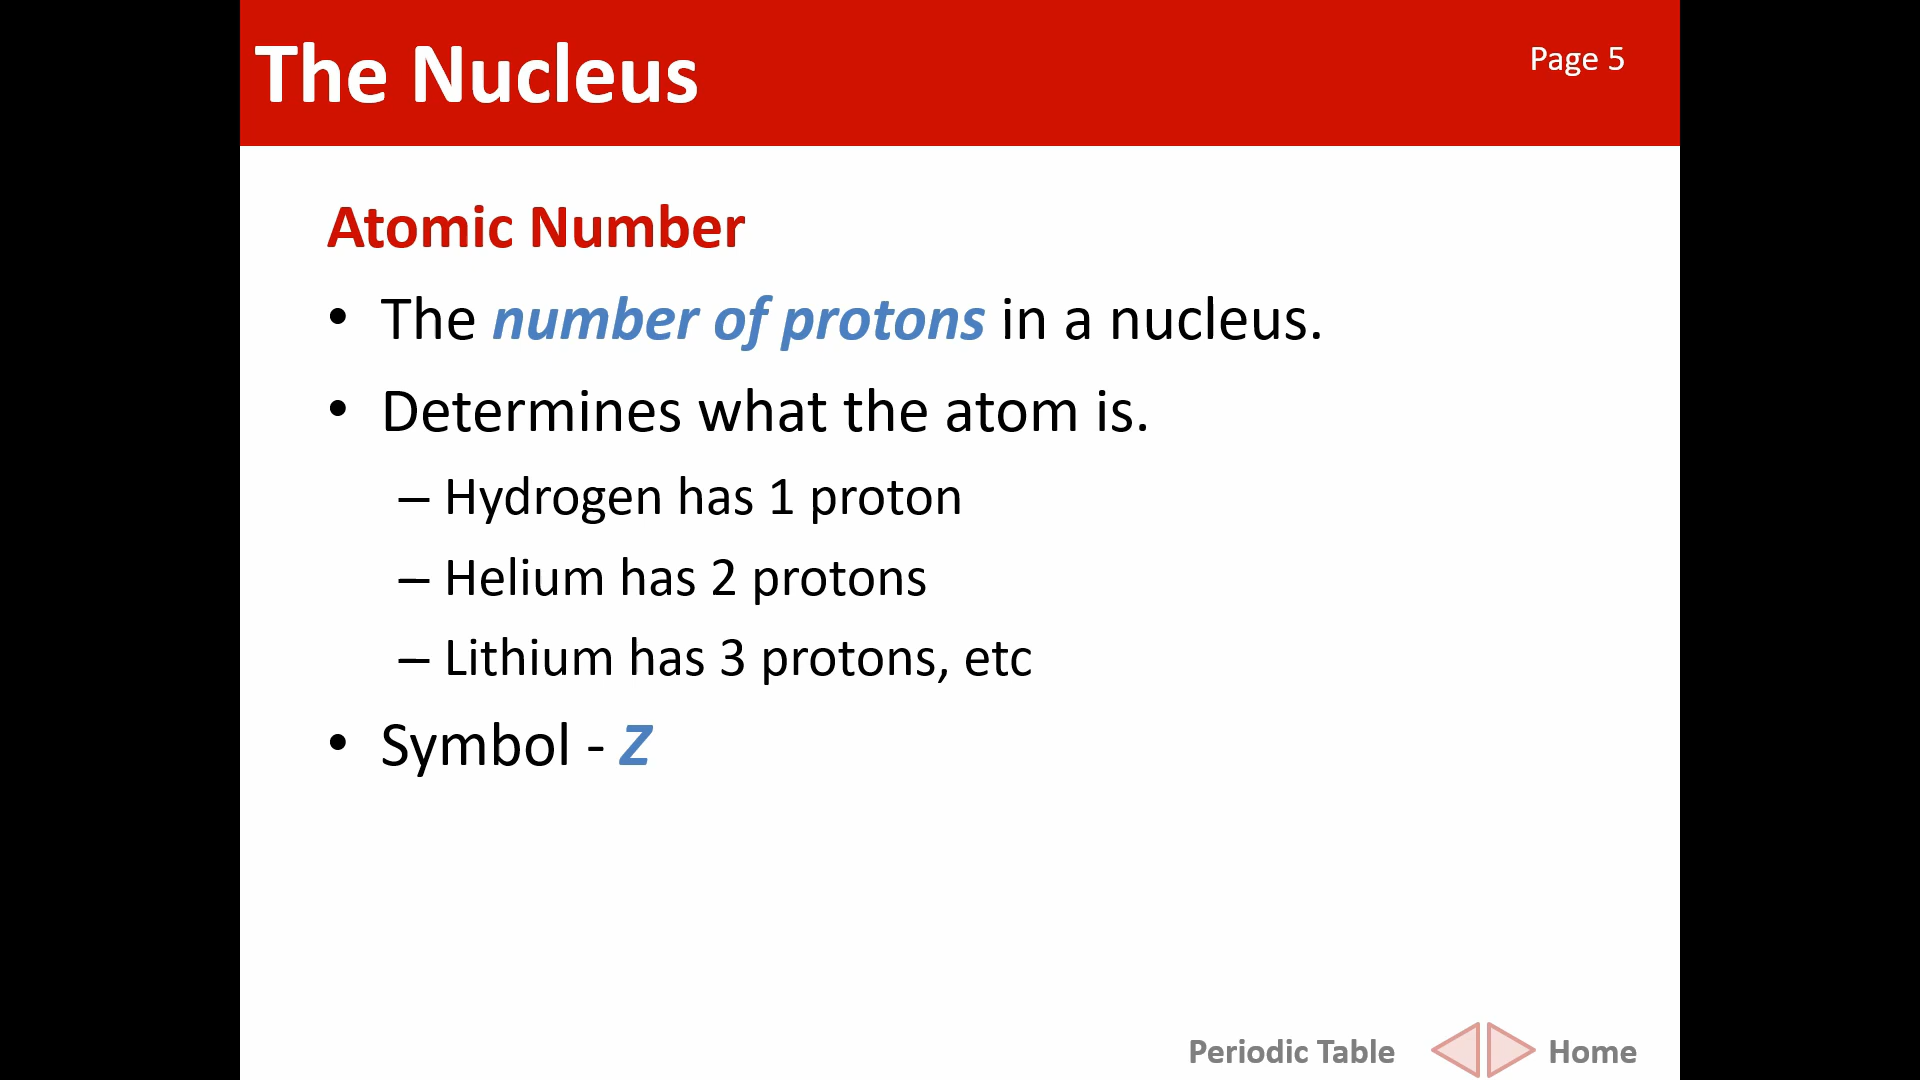 The Nucleus
Page 5
Atomic Number
• The number of protons in a nucleus.
• Determines what the atom is.
– Hydrogen has 1 proton
– Helium has 2 protons
– Lithium has 3 protons, etc
• Symbol - Z
Periodic Table
Home